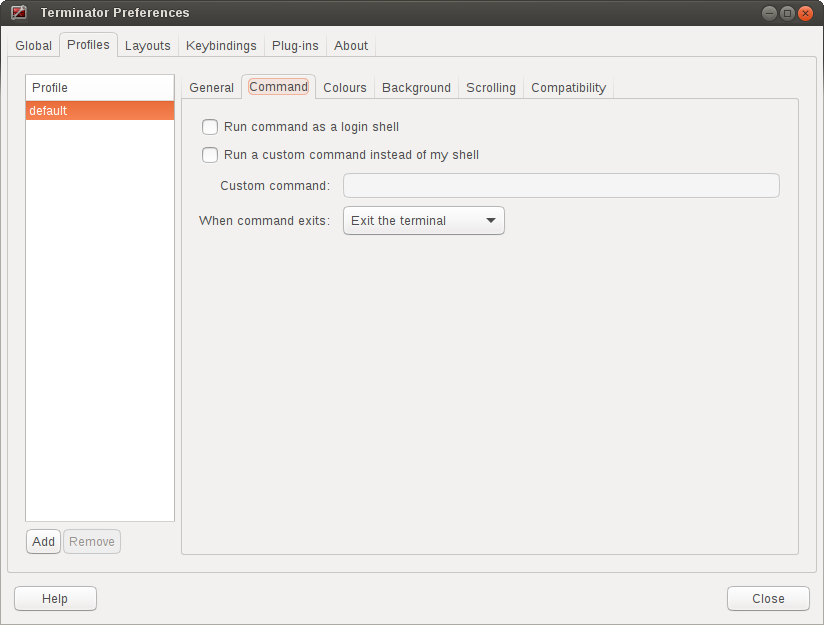 Terminator Preferences
Global Profiles Layouts Keybindings Plug-ins About
Profile
default
General Command Colours Background Scrolling Compatibility
Run command as a login shell
Run a custom command instead of my shell
Custom command:
When command exits: Exit the terminal
Add Remove
Help Close